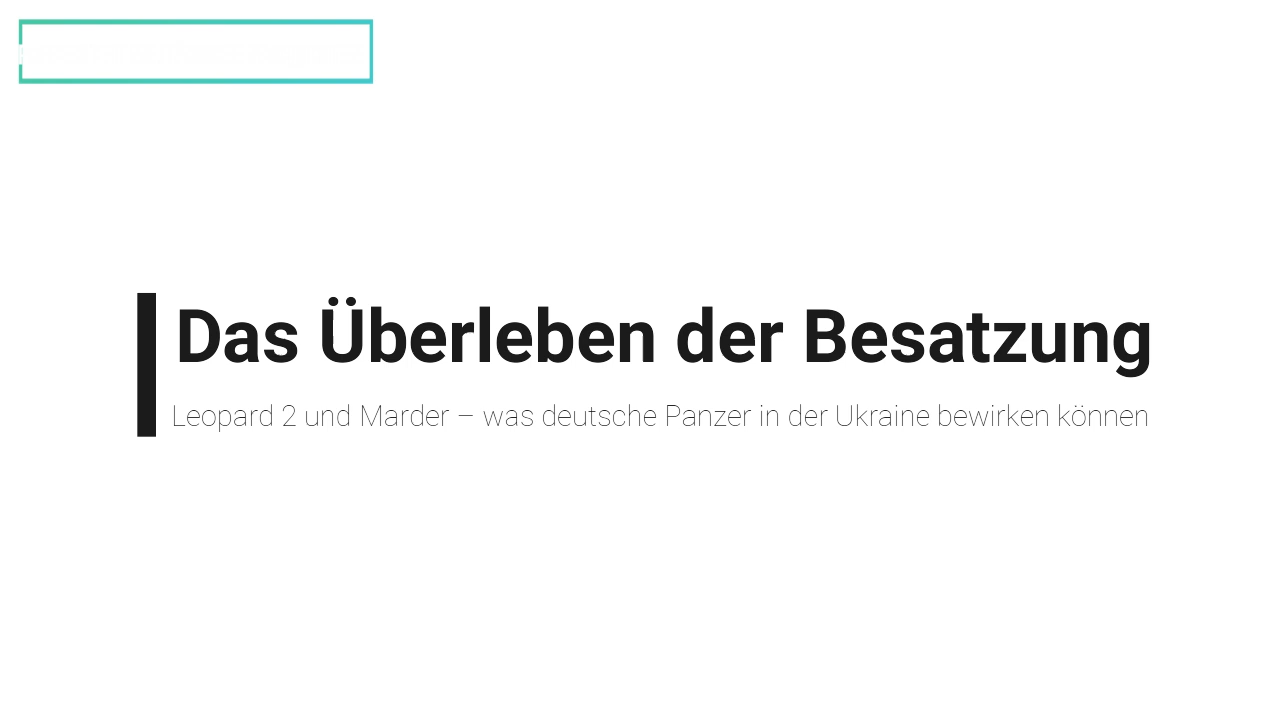 Das Überleben der Besatzung
Leopard 2 und Marder – was deutsche Panzer in der Ukraine bewirken können